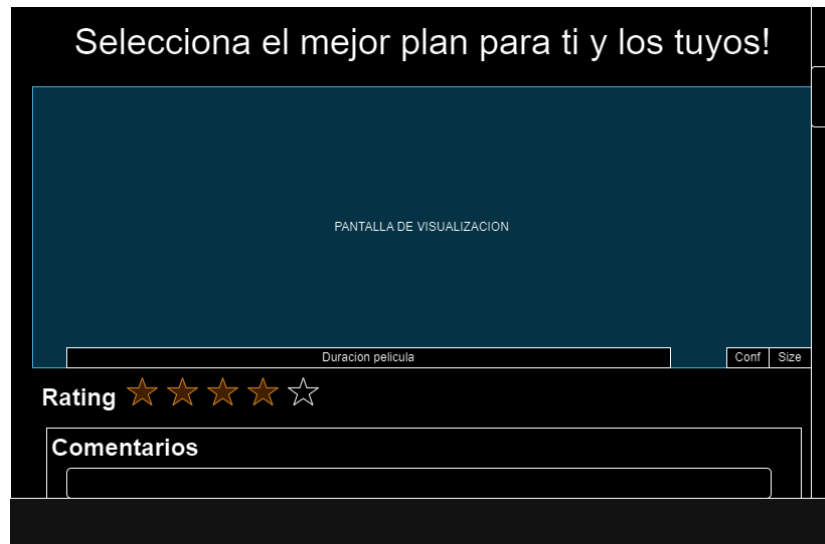 Selecciona el mejor plan para ti y los tuyos!
PANTALLA DE VISUALIZACION
Duracion pelicula
Conf
Size
Rating
Comentarios